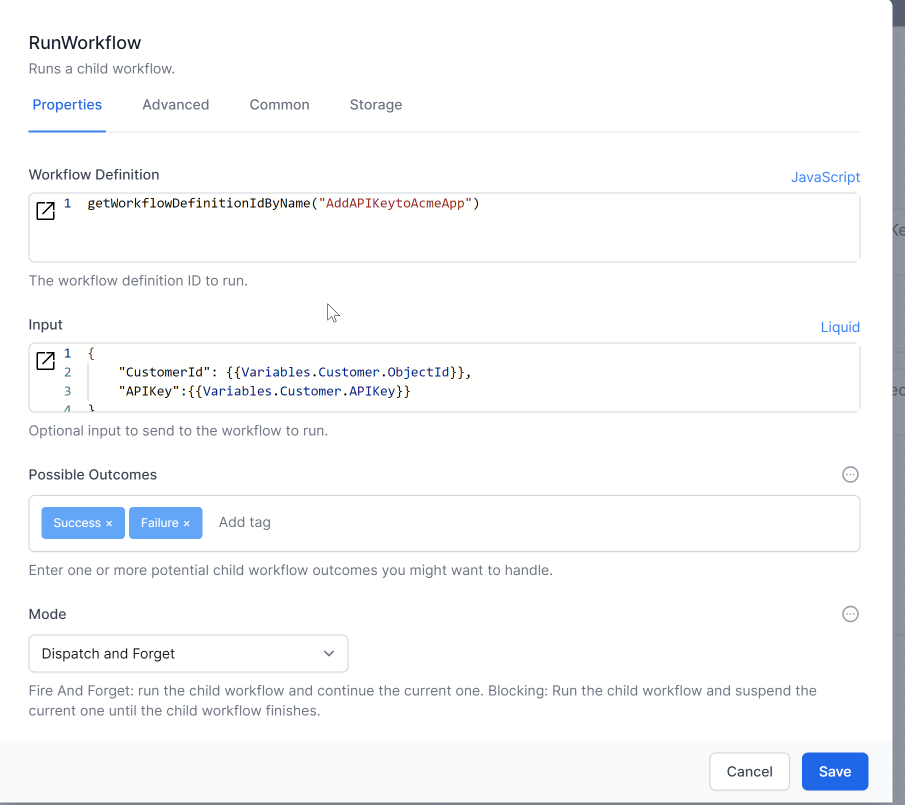 RunWorkflow
Runs a child workflow.
Properties Advanced Common Storage
Workflow Definition JavaScript
1 getWorkflowDefinitionIdByName("AddAPIKeytoAcmeApp")
The workflow definition ID to run.
Input Liquid
1 {
2 "CustomerId": {{Variables.Customer.ObjectId}},
3 "APIKey":{{Variables.Customer.APIKey}}
4 }
Optional input to send to the workflow to run.
Possible Outcomes
Success × Failure × Add tag
Enter one or more potential child workflow outcomes you might want to handle.
Mode
Dispatch and Forget
Fire And Forget: run the child workflow and continue the current one. Blocking: Run the child workflow and suspend the
current one until the child workflow finishes.
Cancel Save